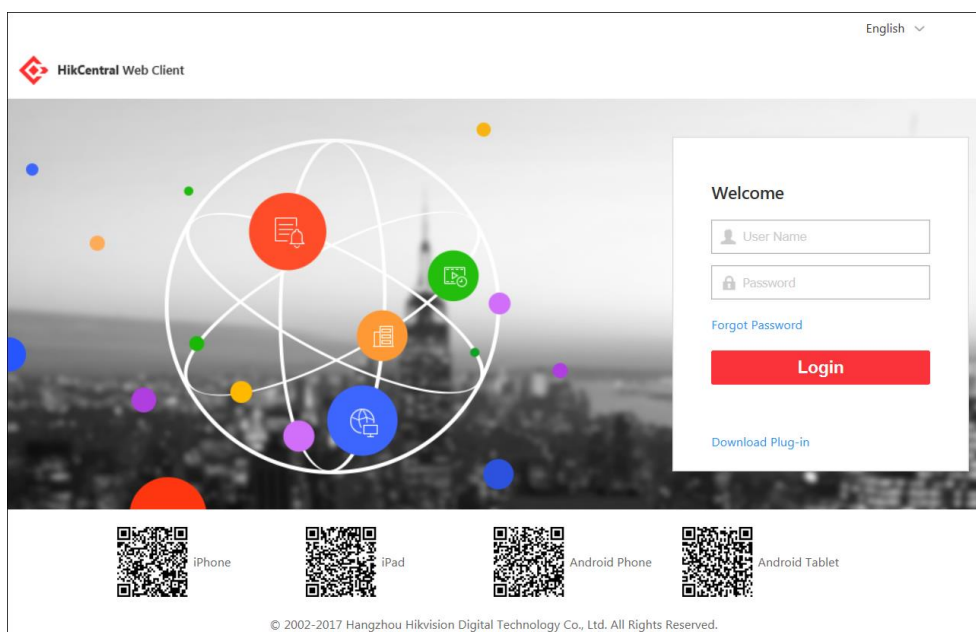 English
HikCentral Web Client
Welcome
User Name
Password
Forgot Password
Login
Download Plug-in
iPhone
iPad
Android Phone
Android Tablet
© 2002-2017 Hangzhou Hikvision Digital Technology Co., Ltd. All Rights Reserved.